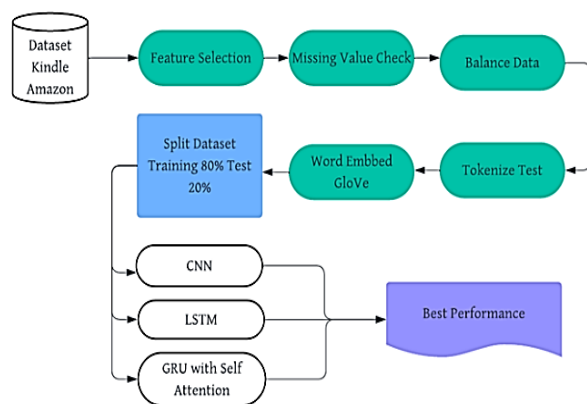 Dataset
Kindle
Amazon
Feature Selection
Missing Value Check
Balance Data
Split Dataset
Training 80% Test
20%
Word Embbed
GloVe
Tokenize Test
CNN
LSTM
GRU with Self
Attention
Best Performance